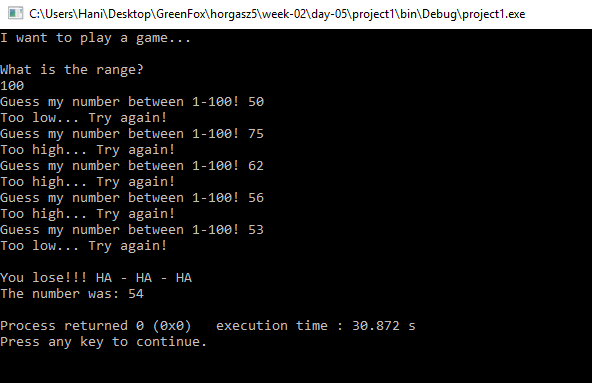 C:\Users\Hani\Desktop\GreenFox\horgasz5\week-02\day-05\project1\bin\Debug\project1.exe
I want to play a game...
What is the range?
100
Guess my number between 1-100! 50
Too low... Try again!
Guess my number between 1-100! 75
Too high... Try again!
Guess my number between 1-100! 62
Too high... Try again!
Guess my number between 1-100! 56
Too high... Try again!
Guess my number between 1-100! 53
Too low... Try again!
You lose!!! HA - HA - HA
The number was: 54
Process returned 0 (0x0)   execution time : 30.872 s
Press any key to continue.